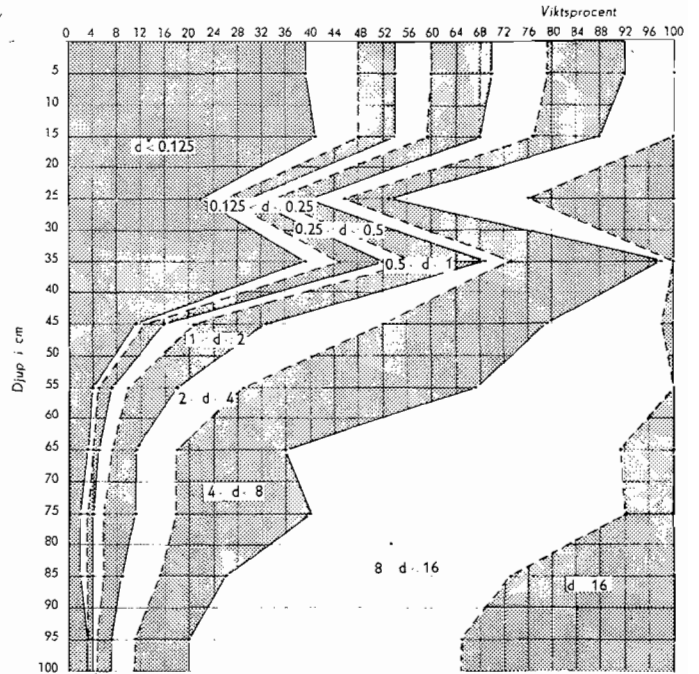 Viktsprocent
0 4 8 12 16 20 24 28 32 36 40 44 48 52 56 60 64 68 72 76 80 84 88 92 96 100
Djup i cm
5
10
15
20
25
30
35
40
45
50
55
60
65
70
75
80
85
90
95
100
d < 0.125
0.125 < d < 0.25
0.25 < d < 0.5
0.5 < d < 1
1 < d < 2
2 < d < 4
4 < d < 8
8 < d < 16
d 16